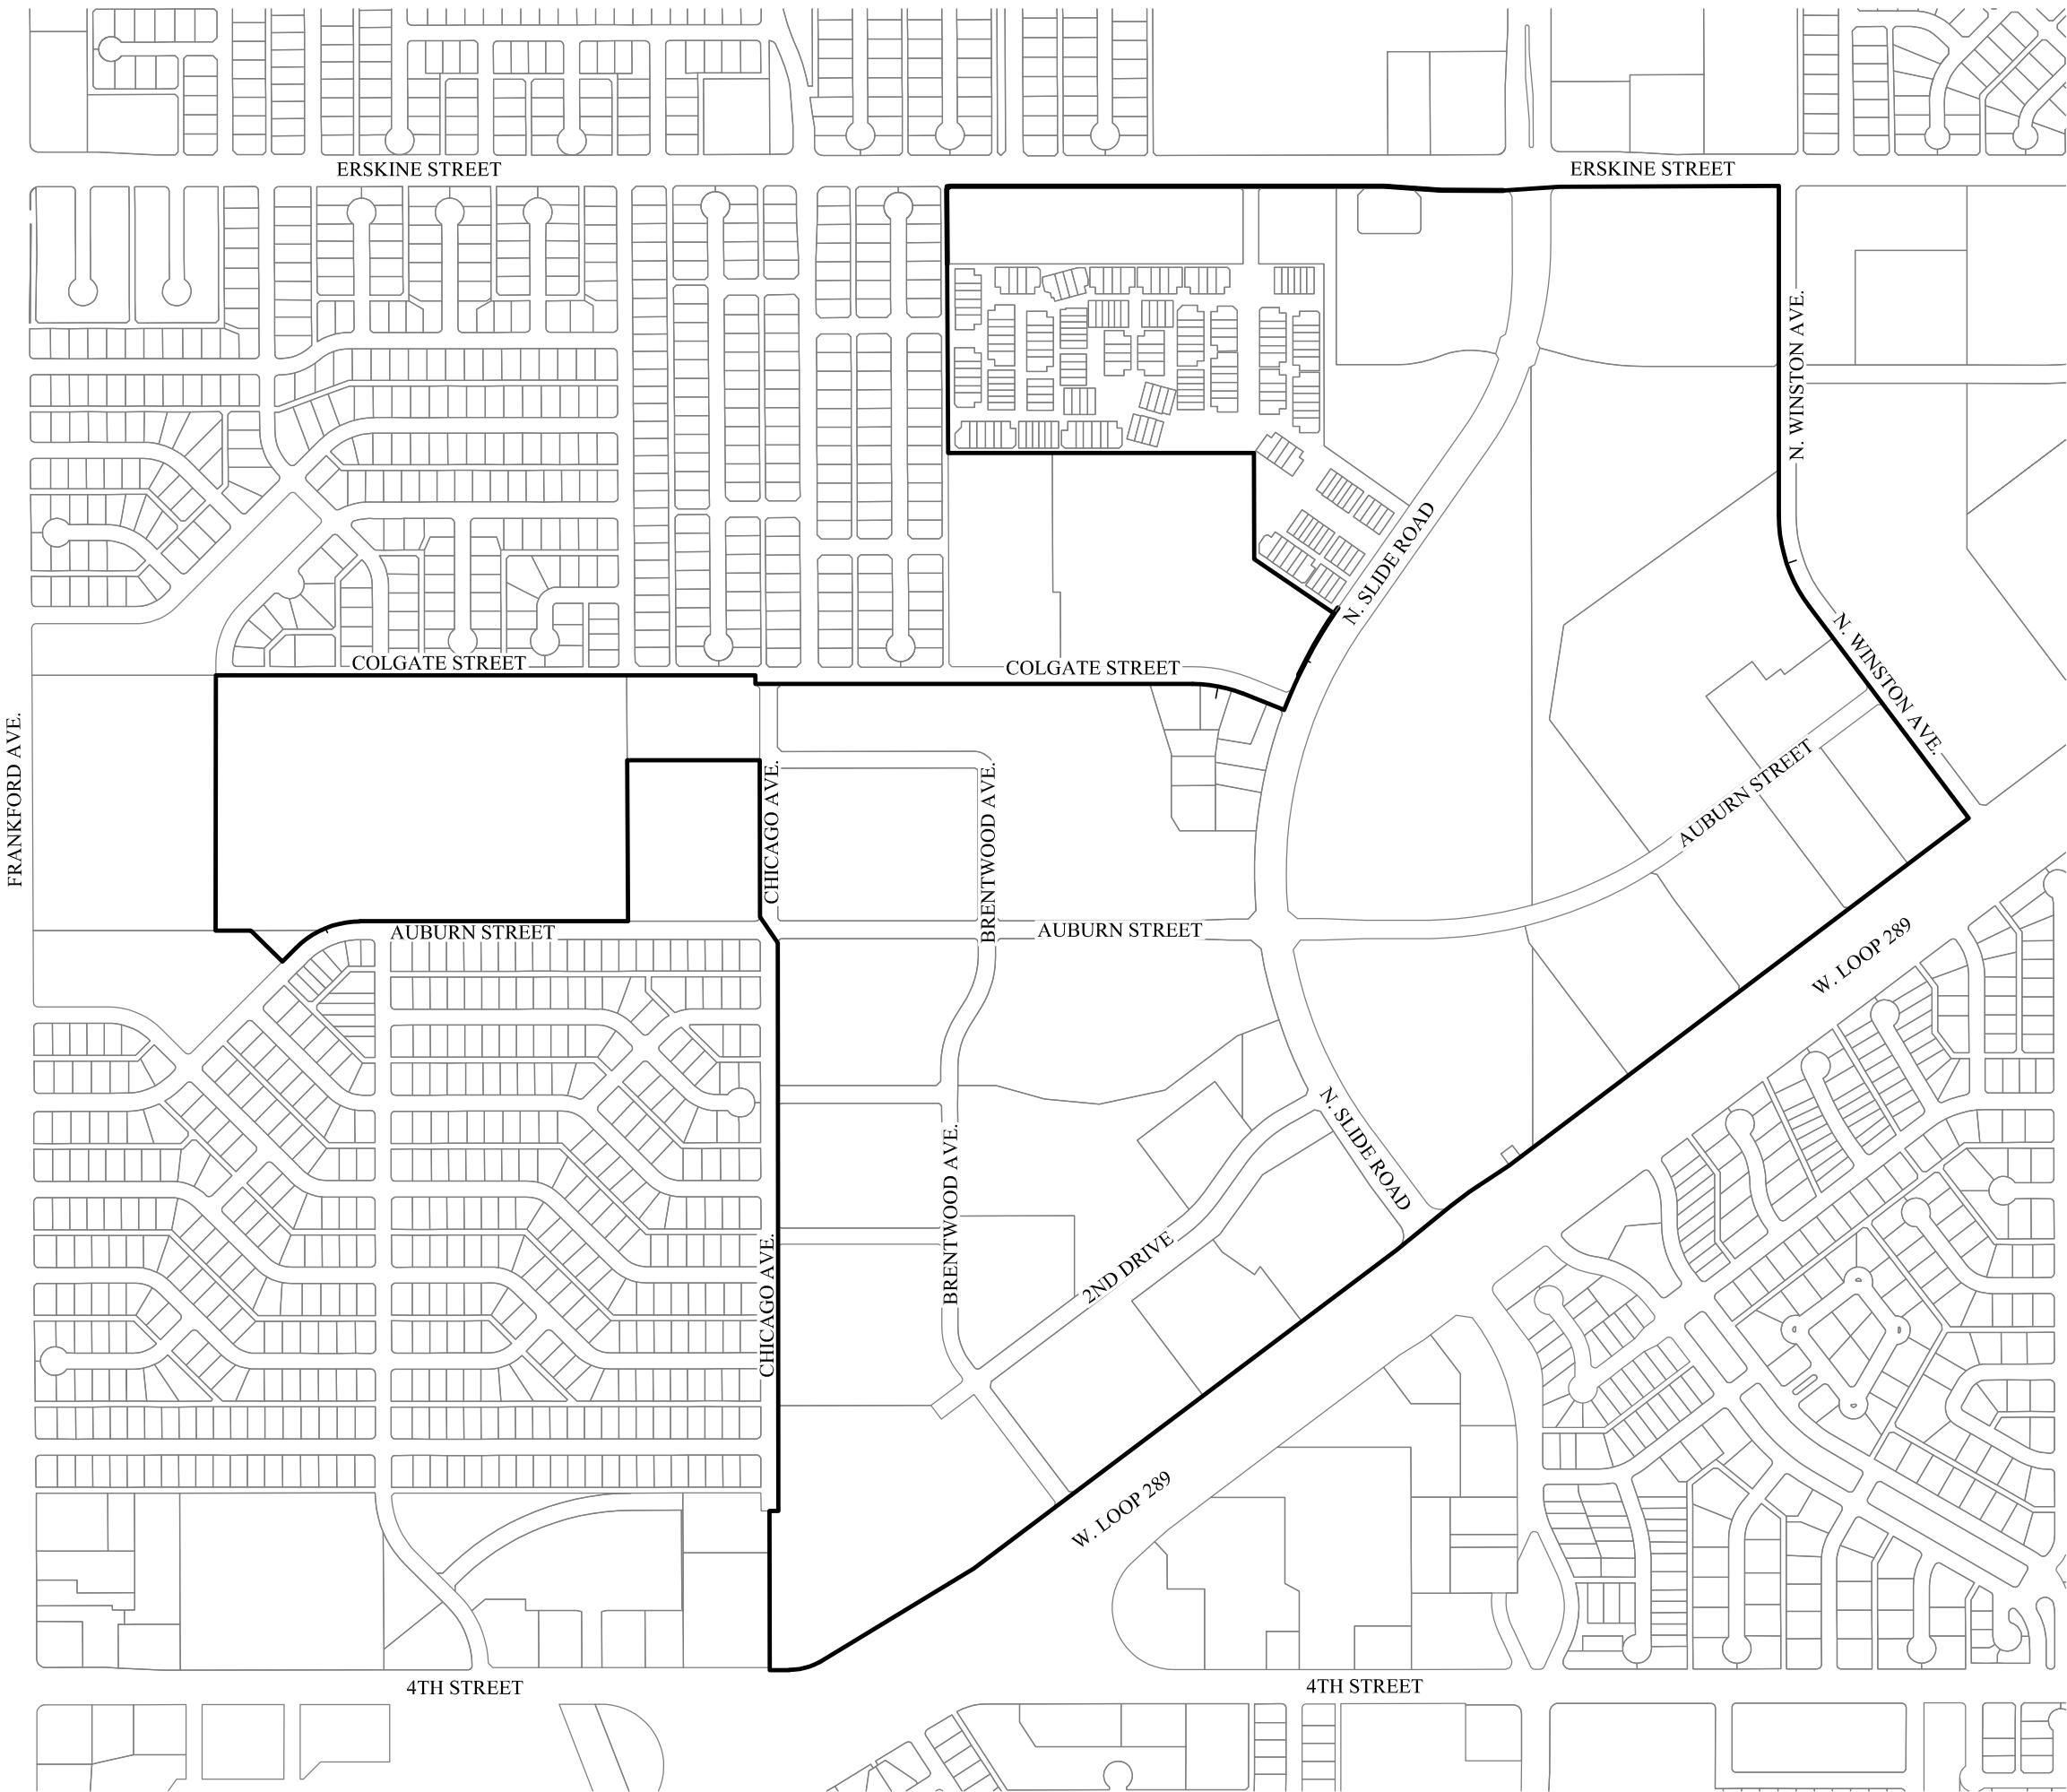 ERSKINE STREET
ERSKINE STREET
N. WINSTON AVE.
N. SLIDE ROAD
N. WINSTON AVE.
COLGATE STREET
COLGATE STREET
FRANKFORD AVE.
CHICAGO AVE.
BRENTWOOD AVE.
AUBURN STREET
AUBURN STREET
AUBURN STREET
W. LOOP 289
N. SLIDE ROAD
BRENTWOOD AVE.
2ND DRIVE
CHICAGO AVE.
W. LOOP 289
4TH STREET
4TH STREET